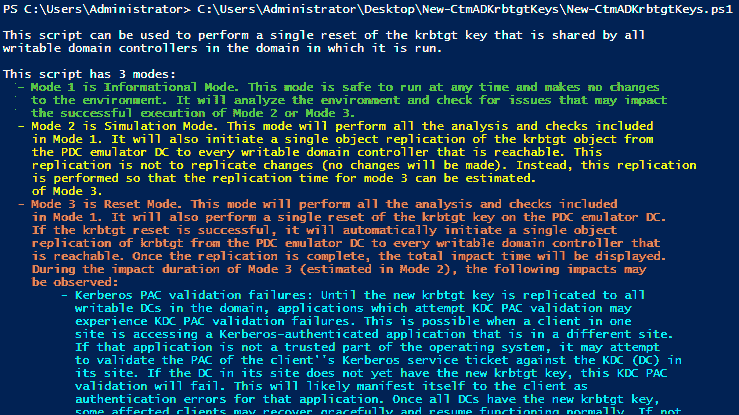 PS C:\Users\Administrator> C:\Users\Administrator\Desktop\New-CtmADKrbtgtKeys\New-CtmADKrbtgtKeys.ps1
This script can be used to perform a single reset of the krbtgt key that is shared by all
writable domain controllers in the domain in which it is run.
This script has 3 modes:
- Mode 1 is Informational Mode. This mode is safe to run at any time and makes no changes
to the environment. It will analyze the environment and check for issues that may impact
the successful execution of Mode 2 or Mode 3.
- Mode 2 is Simulation Mode. This mode will perform all the analysis and checks included
in Mode 1. It will also initiate a single object replication of the krbtgt object from
the PDC emulator DC to every writable domain controller that is reachable. This
replication is not to replicate changes (no changes will be made). Instead, this replication
is performed so that the replication time for mode 3 can be estimated.
of Mode 3.
- Mode 3 is Reset Mode. This mode will perform all the analysis and checks included
in Mode 1. It will also perform a single reset of the krbtgt key on the PDC emulator DC.
If the krbtgt reset is successful, it will automatically initiate a single object
replication of krbtgt from the PDC emulator DC to every writable domain controller that
is reachable. Once the replication is complete, the total impact time will be displayed.
During the impact duration of Mode 3 (estimated in Mode 2), the following impacts may
be observed:
- Kerberos PAC validation failures: Until the new krbtgt key is replicated to all
writable DCs in the domain, applications which attempt KDC PAC validation may
experience KDC PAC validation failures. This is possible when a client in one
site is accessing a Kerberos-authenticated application that is in a different site.
If that application is not a trusted part of the operating system, it may attempt
to validate the PAC of the client''s Kerberos service ticket against the KDC (DC) in
its site. If the DC in its site does not yet have the new krbtgt key, this KDC PAC
validation will fail. This will likely manifest itself to the client as
authentication errors for that application. Once all DCs have the new krbtgt key,
some affected clients may recover gracefully and resume functioning normally. If not